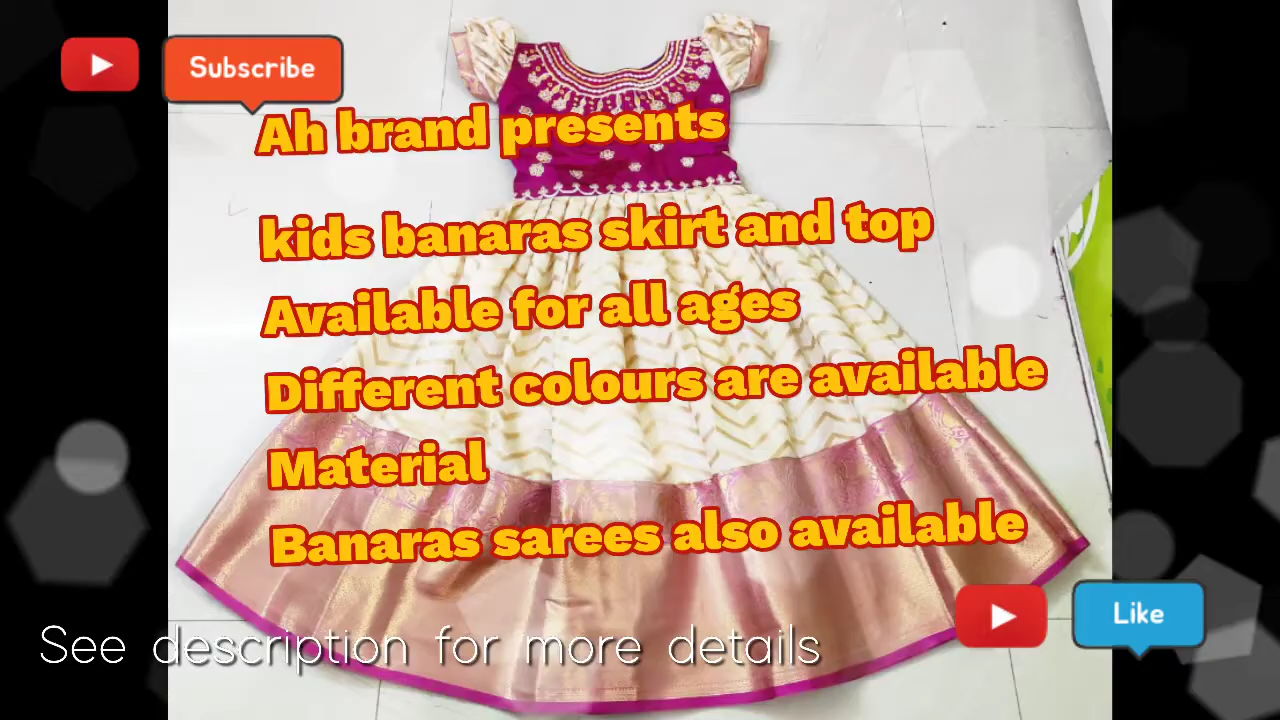 Subscribe
Ah brand presents
kids banaras skirt and top
Available for all ages
Different colours are available
Material
Banaras sarees also available
Like
See description for more details